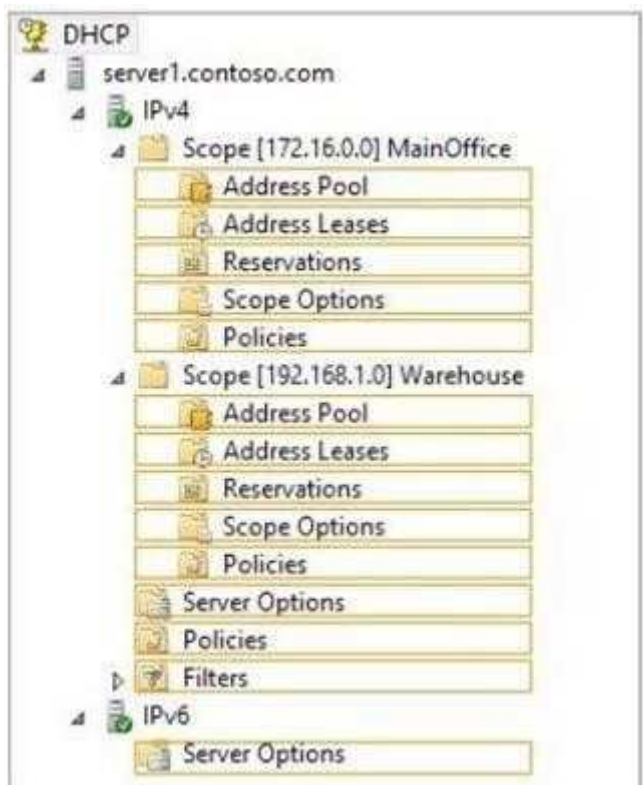 DHCP
server1.contoso.com
IPv4
Scope [172.16.0.0] MainOffice
Address Pool
Address Leases
Reservations
Scope Options
Policies
Scope [192.168.1.0] Warehouse
Address Pool
Address Leases
Reservations
Scope Options
Policies
Server Options
Policies
Filters
IPv6
Server Options